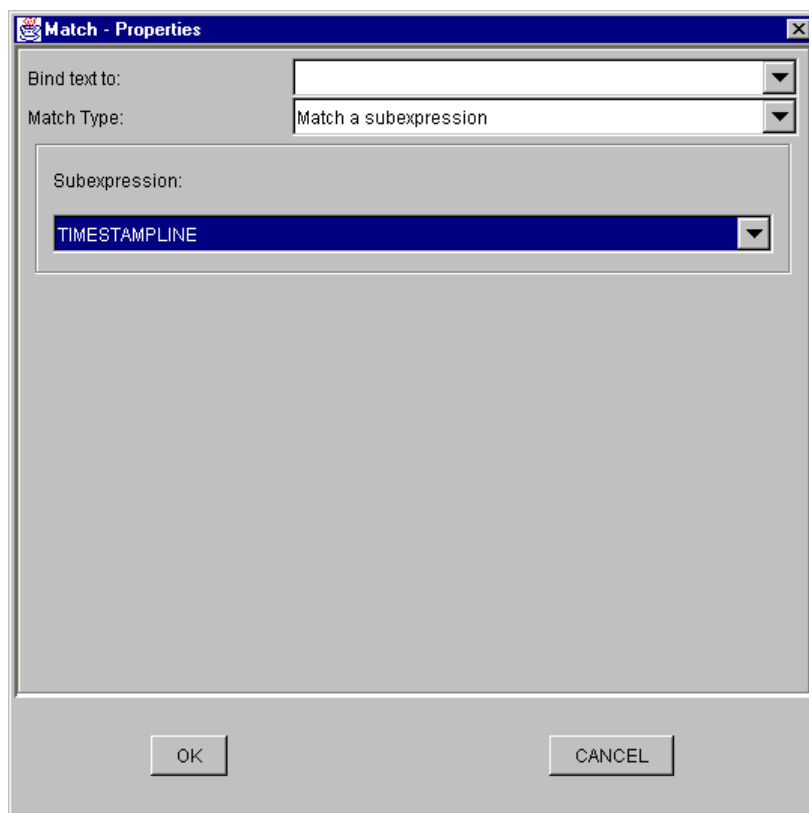 Match - Properties
Bind text to:
Match Type: Match a subexpression
Subexpression:
TIMESTAMPLINE
OK CANCEL